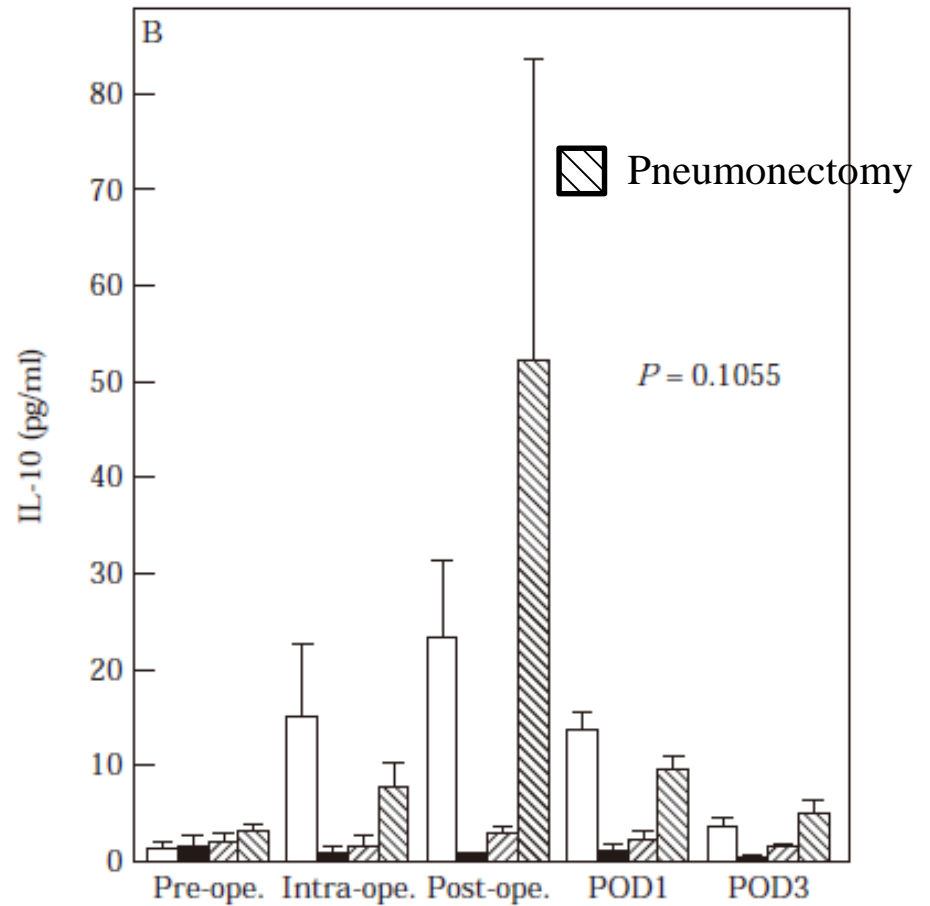 B
80
70
60
50
40
30
20
10
0
IL-10 (pg/ml)
Pneumonectomy
P = 0.1055
Pre-ope. Intra-ope. Post-ope. POD1 POD3